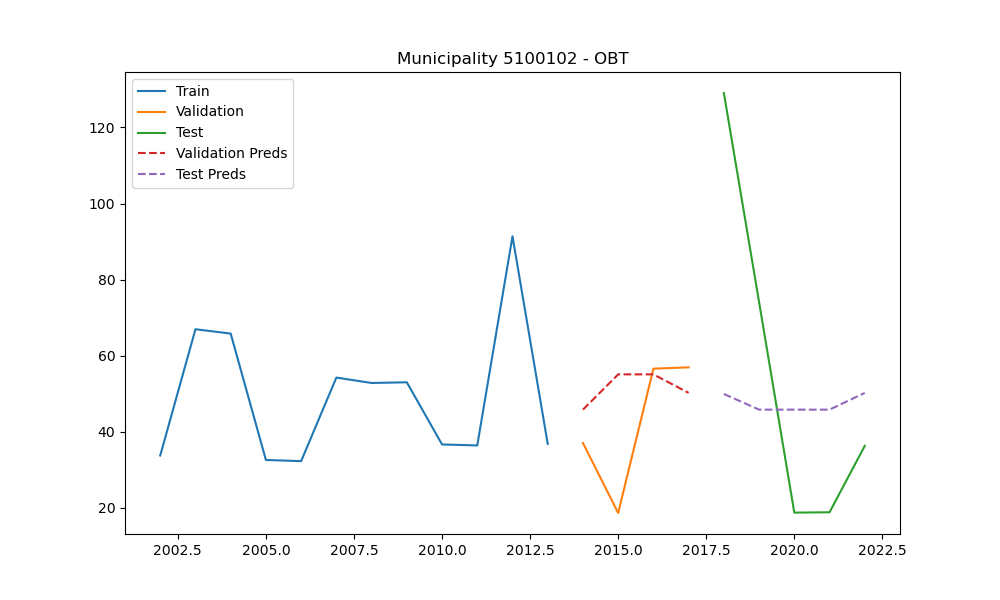 Municipality 5100102 - OBT
Train
Validation
Test
Validation Preds
Test Preds
120
100
80
60
40
20
2002.5 2005.0 2007.5 2010.0 2012.5 2015.0 2017.5 2020.0 2022.5